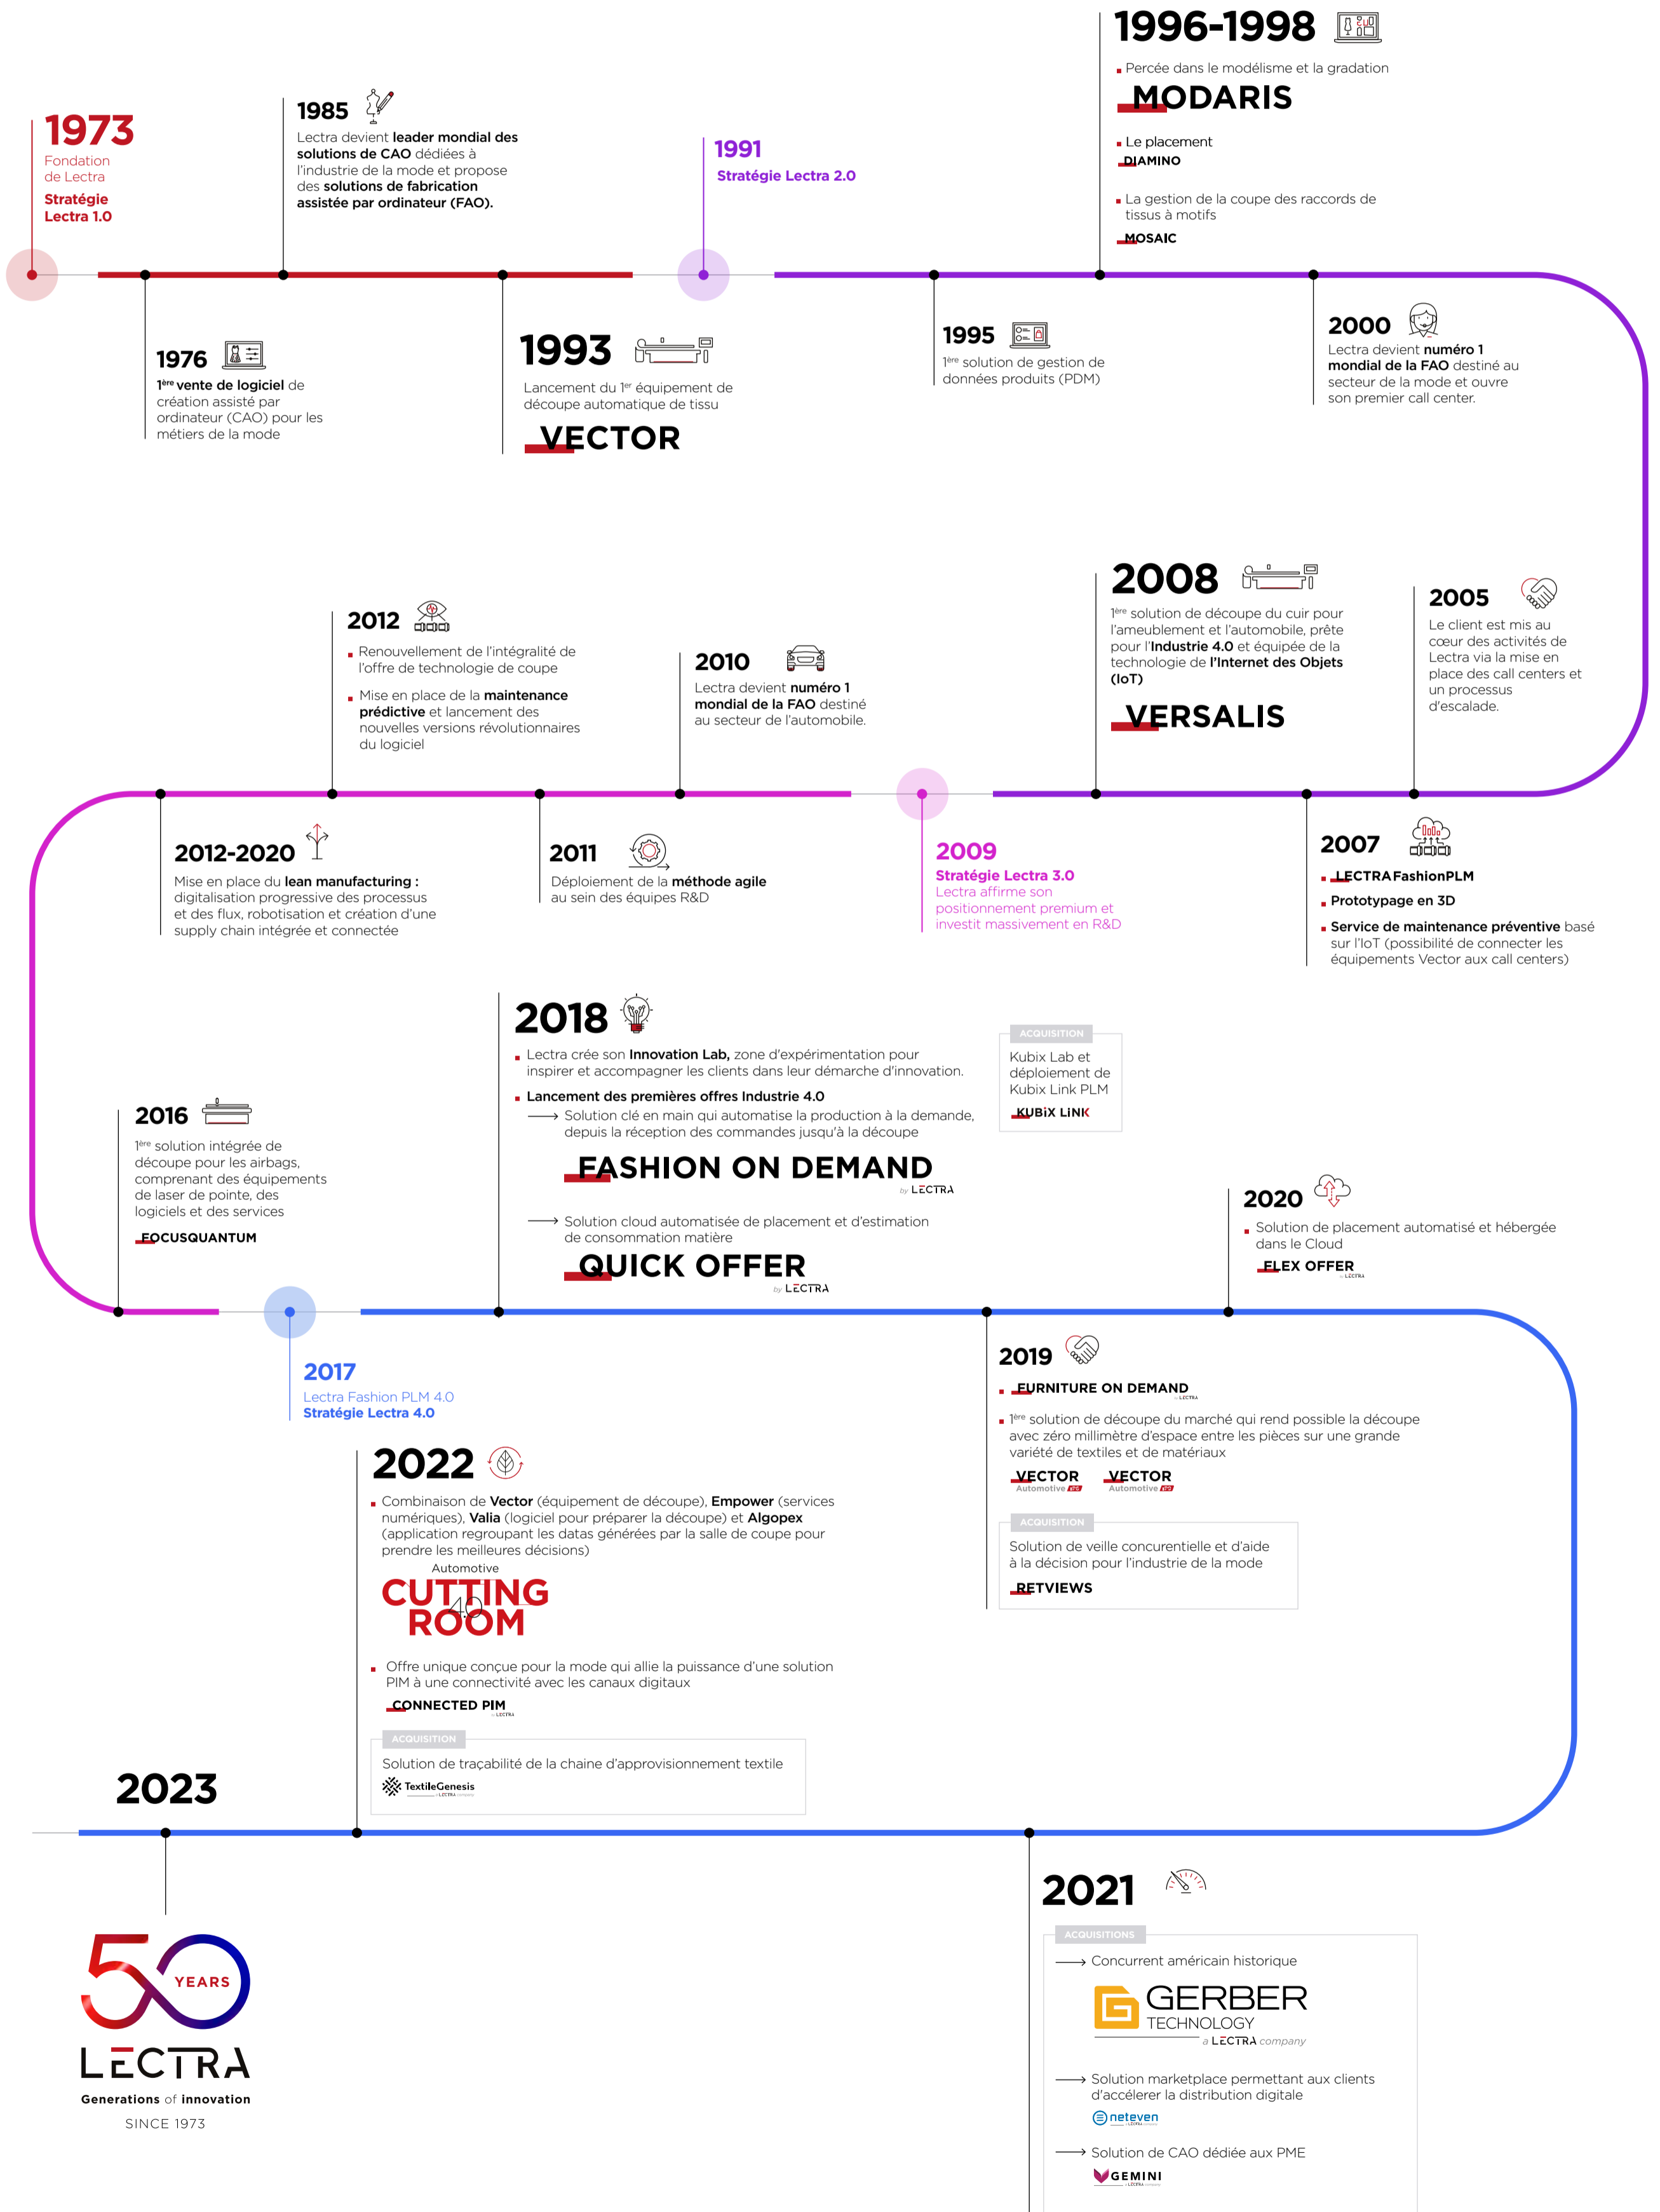 1973
Fondation
de Lectra
Stratégie
Lectra 1.0
1976
1ère vente de logiciel de
création assisté par
ordinateur (CAO) pour les
métiers de la mode
1985
Lectra devient leader mondial des
solutions de CAO dédiées à
l'industrie de la mode et propose
des solutions de fabrication
assistée par ordinateur (FAO).
1993
Lancement du 1er équipement de
découpe automatique de tissu
VECTOR
1991
Stratégie Lectra 2.0
1995
1ère solution de gestion de
données produits (PDM)
1996-1998
Percée dans le modélisme et la gradation
MODARIS
Le placement
DIAMINO
La gestion de la coupe des raccords de
tissus à motifs
MOSAIC
2000
Lectra devient numéro 1
mondial de la FAO destiné au
secteur de la mode et ouvre
son premier call center.
2005
Le client est mis au
cœur des activités de
Lectra via la mise en
place des call centers et
un processus
d'escalade.
2007
LECTRA FashionPLM
Prototypage en 3D
Service de maintenance préventive basé
sur l'IoT (possibilité de connecter les
équipements Vector aux call centers)
2008
1ère solution de découpe du cuir pour
l'ameublement et l'automobile, prête
pour l'Industrie 4.0 et équipée de la
technologie de l'Internet des Objets
(IoT)
VERSALIS
2009
Stratégie Lectra 3.0
Lectra affirme son
positionnement premium et
investit massivement en R&D
2010
Lectra devient numéro 1
mondial de la FAO destiné
au secteur de l'automobile.
2011
Déploiement de la méthode agile
au sein des équipes R&D
2012
Renouvellement de l'intégralité de
l'offre de technologie de coupe
Mise en place de la maintenance
prédictive et lancement des
nouvelles versions révolutionnaires
du logiciel
2012-2020
Mise en place du lean manufacturing :
digitalisation progressive des processus
et des flux, robotisation et création d'une
supply chain intégrée et connectée
2016
1ère solution intégrée de
découpe pour les airbags,
comprenant des équipements
de laser de pointe, des
logiciels et des services
FOCUSQUANTUM
2017
Lectra Fashion PLM 4.0
Stratégie Lectra 4.0
2018
Lectra crée son Innovation Lab, zone d'expérimentation pour
inspirer et accompagner les clients dans leur démarche d'innovation.
Lancement des premières offres Industrie 4.0
Solution clé en main qui automatise la production à la demande,
depuis la réception des commandes jusqu'à la découpe
FASHION ON DEMAND
by LECTRA
Solution cloud automatisée de placement et d'estimation
de consommation matière
QUICK OFFER
by LECTRA
ACQUISITION
Kubix Lab et
déploiement de
Kubix Link PLM
KUBiX LiNK
2019
FURNITURE ON DEMAND
by LECTRA
1ère solution de découpe du marché qui rend possible la découpe
avec zéro millimètre d'espace entre les pièces sur une grande
variété de textiles et de matériaux
VECTOR VECTOR
Automotive Automotive
ACQUISITION
Solution de veille concurentielle et d'aide
à la décision pour l'industrie de la mode
RETVIEWS
2020
Solution de placement automatisé et hébergée
dans le Cloud
FLEX OFFER
by LECTRA
2021
ACQUISITIONS
Concurrent américain historique
GERBER
TECHNOLOGY
a LECTRA company
Solution marketplace permettant aux clients
d'accélerer la distribution digitale
neteven
a LECTRA company
Solution de CAO dédiée aux PME
GEMINI
a LECTRA company
2022
Combinaison de Vector (équipement de découpe), Empower (services
numériques), Valia (logiciel pour préparer la découpe) et Algopex
(application regroupant les datas générées par la salle de coupe pour
prendre les meilleures décisions)
Automotive
CUTTING
4.0
ROOM
Offre unique conçue pour la mode qui allie la puissance d'une solution
PIM à une connectivité avec les canaux digitaux
CONNECTED PIM
by LECTRA
ACQUISITION
Solution de traçabilité de la chaine d'approvisionnement textile
TextileGenesis
a LECTRA company
2023
50
YEARS
LECTRA
Generations of innovation
SINCE 1973